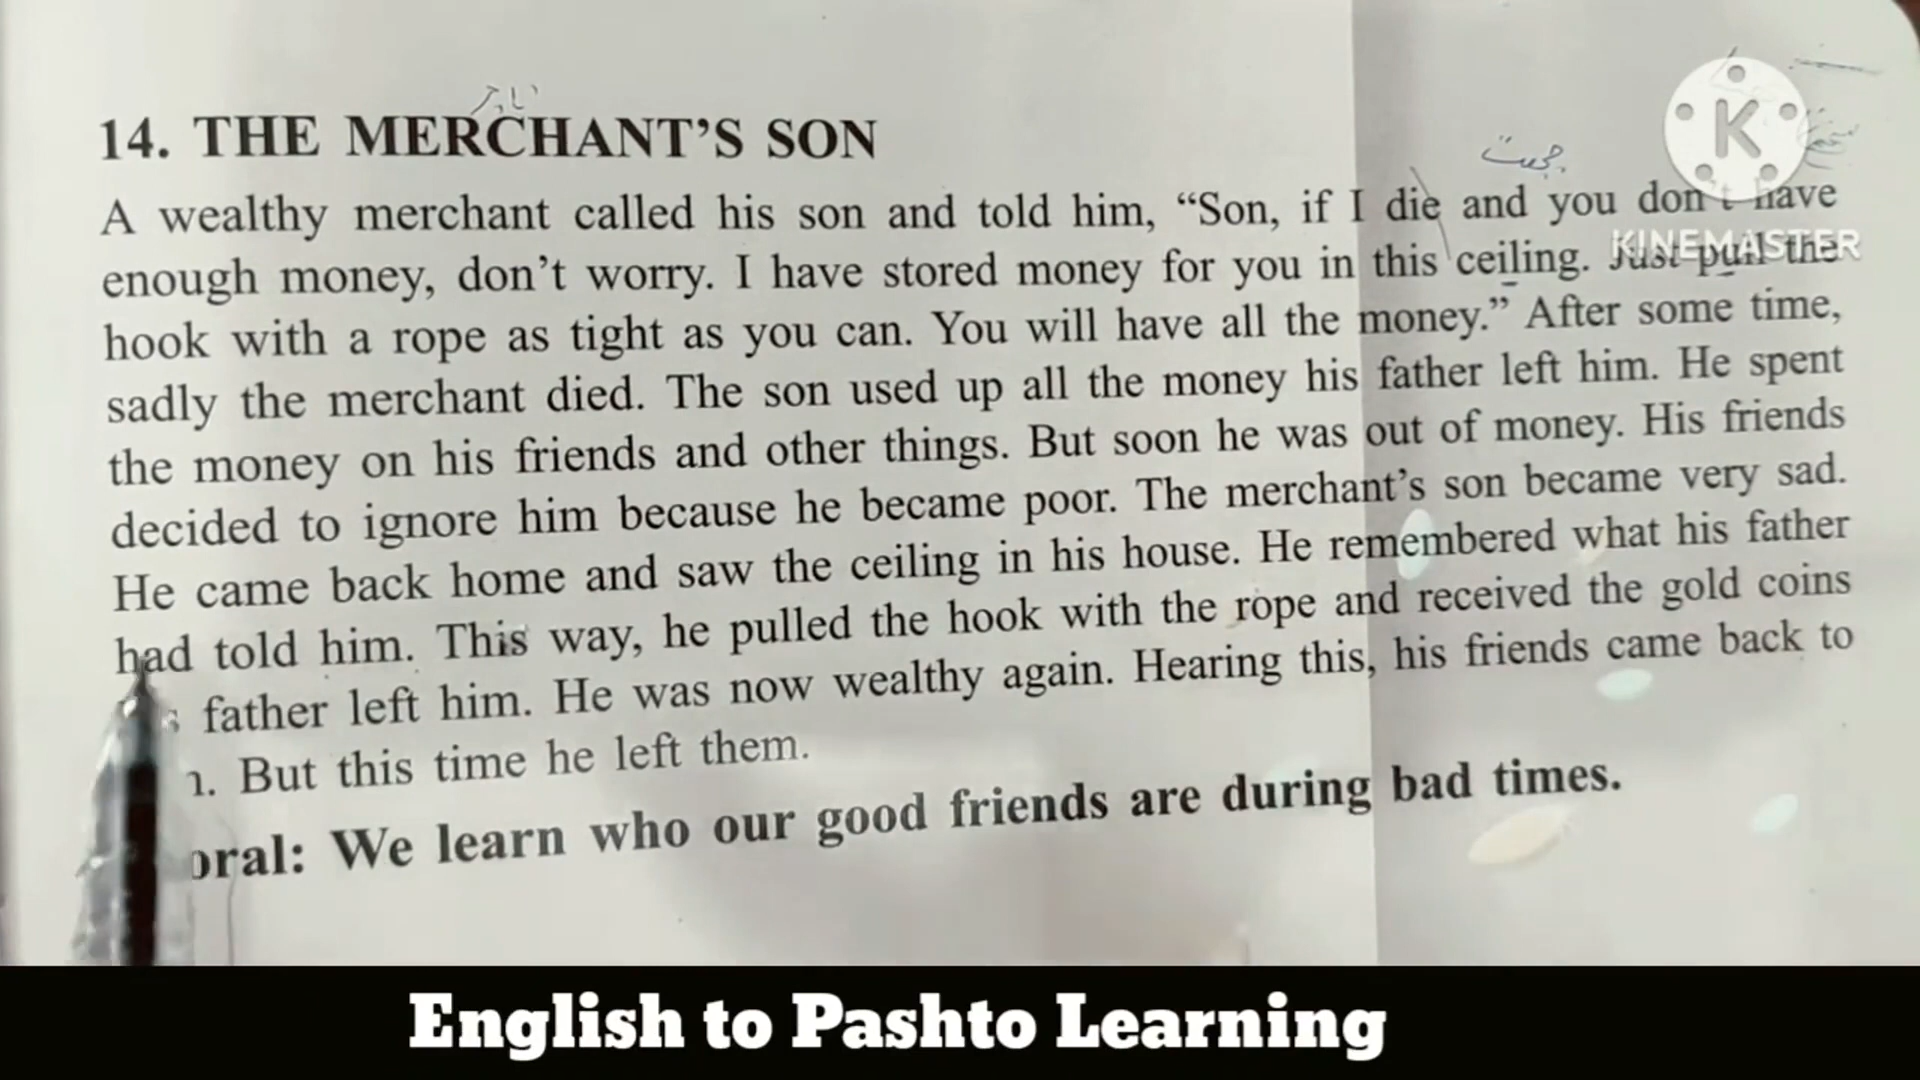 تاجر
14. THE MERCHANT’S SON
چهت
A wealthy merchant called his son and told him, “Son, if I die and you don’t have
enough money, don’t worry. I have stored money for you in this ceiling. Just pull the
hook with a rope as tight as you can. You will have all the money.” After some time,
sadly the merchant died. The son used up all the money his father left him. He spent
the money on his friends and other things. But soon he was out of money. His friends
decided to ignore him because he became poor. The merchant’s son became very sad.
He came back home and saw the ceiling in his house. He remembered what his father
had told him. This way, he pulled the hook with the rope and received the gold coins
father left him. He was now wealthy again. Hearing this, his friends came back to
But this time he left them.
oral: We learn who our good friends are during bad times.
K
KINEMASTER
English to Pashto Learning